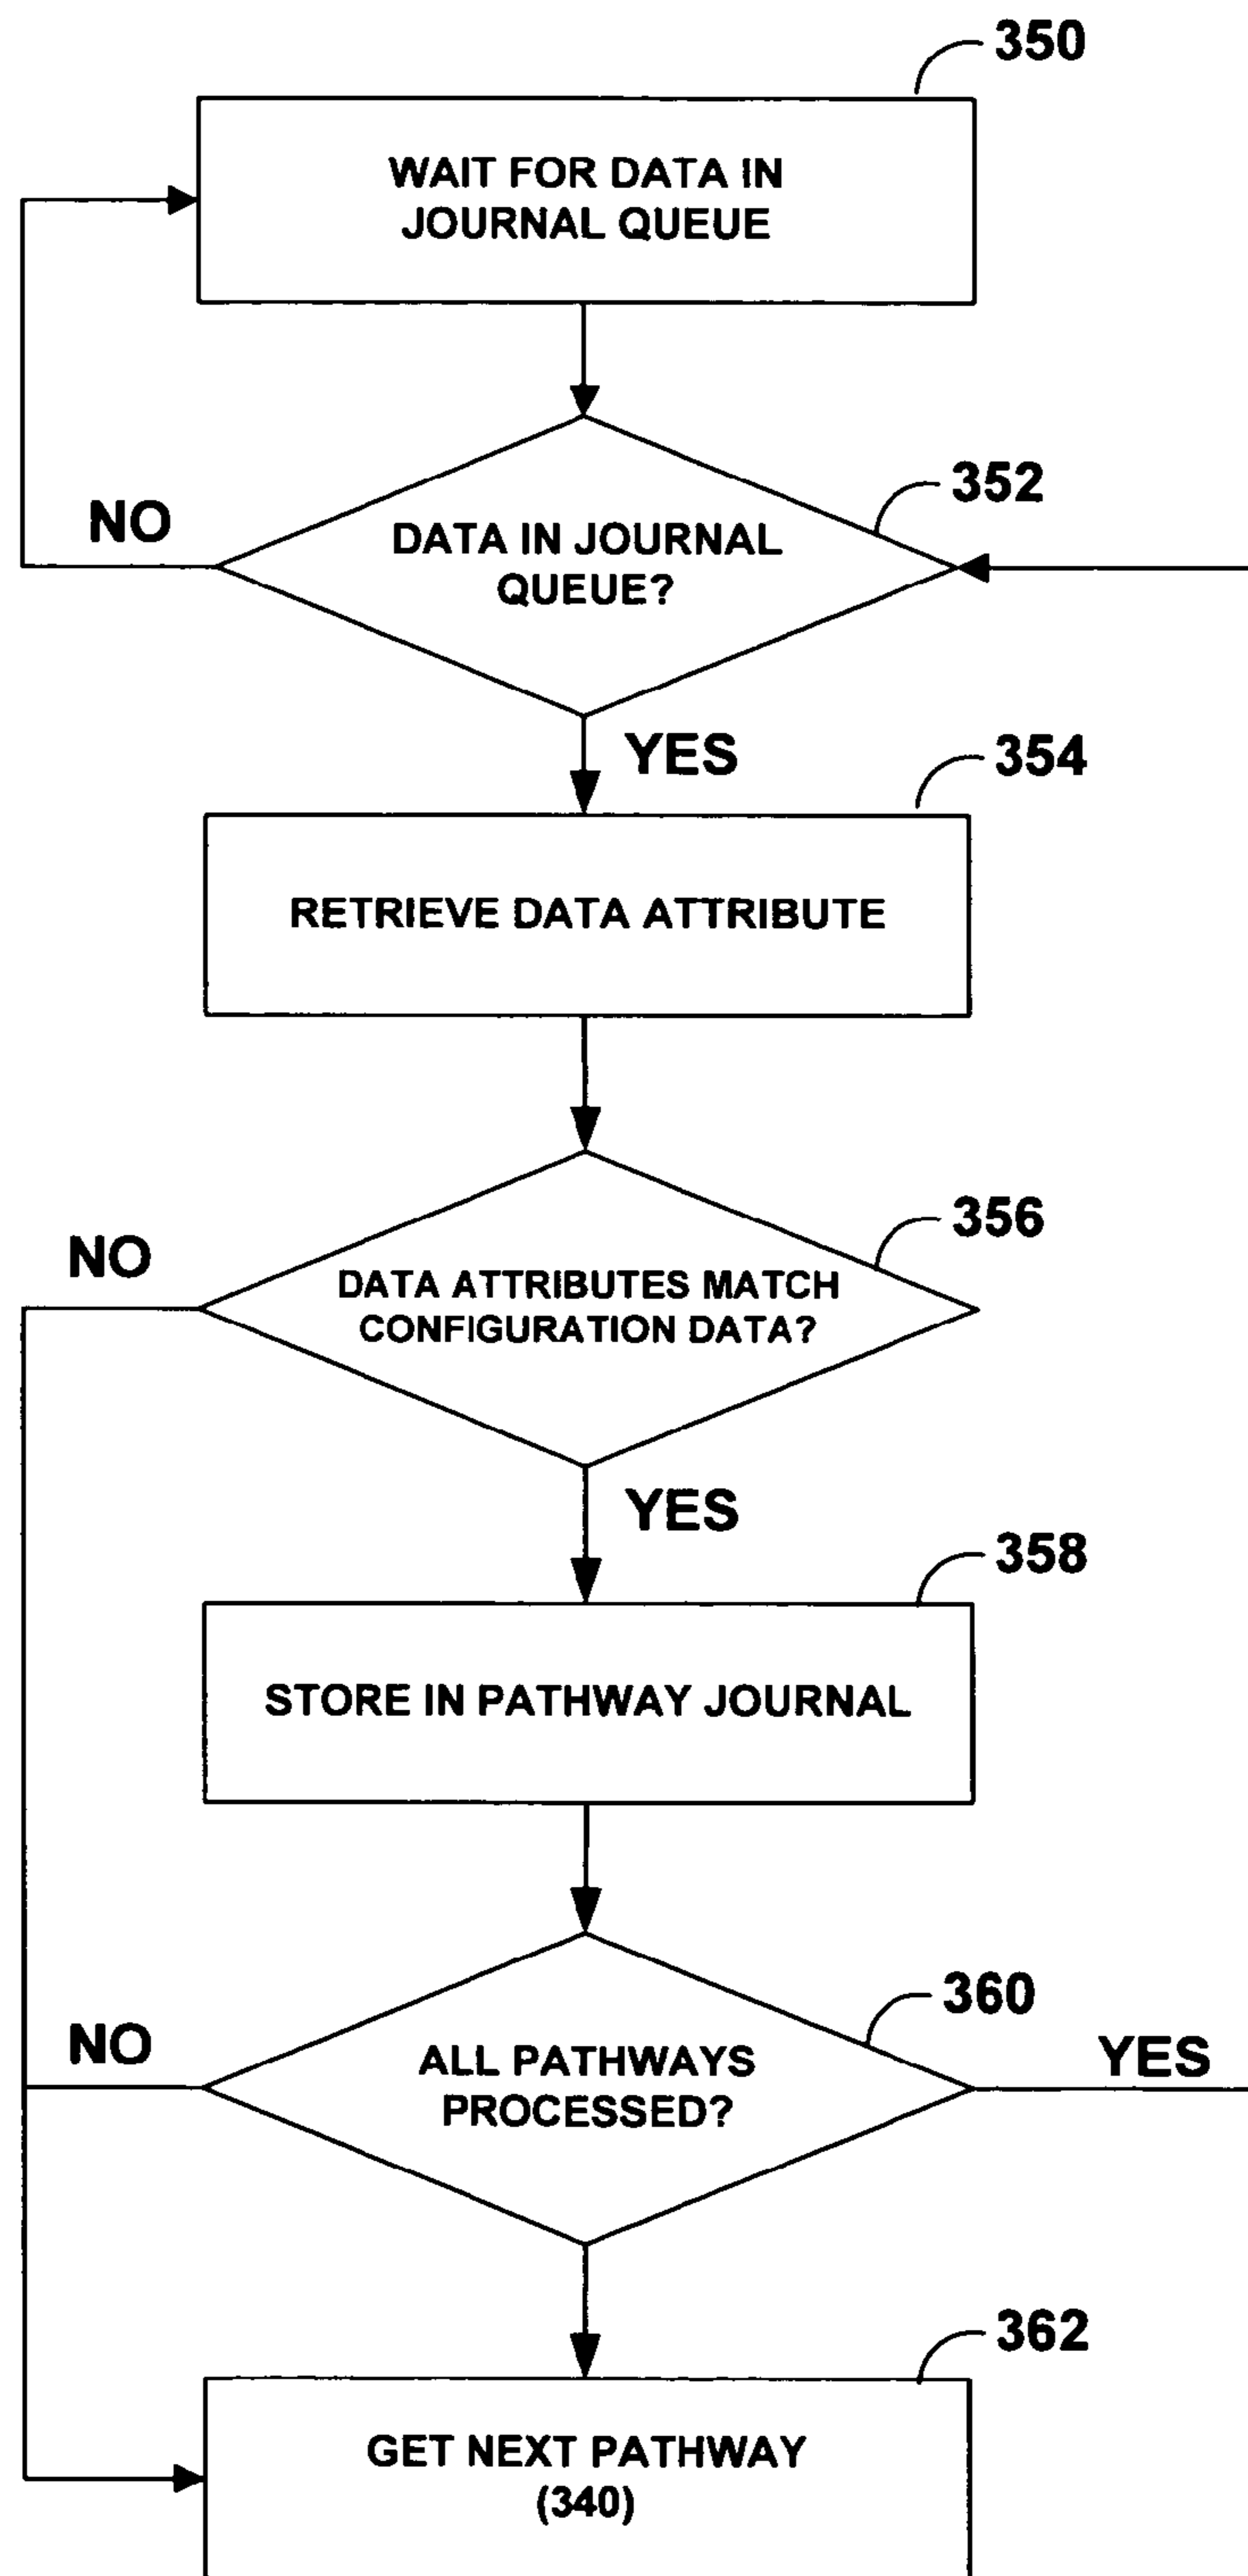 350
WAIT FOR DATA IN
JOURNAL QUEUE
352
NO
DATA IN JOURNAL
QUEUE?
YES
354
RETRIEVE DATA ATTRIBUTE
356
NO
DATA ATTRIBUTES MATCH
CONFIGURATION DATA?
YES
358
STORE IN PATHWAY JOURNAL
360
NO
ALL PATHWAYS
PROCESSED?
YES
362
GET NEXT PATHWAY
(340)